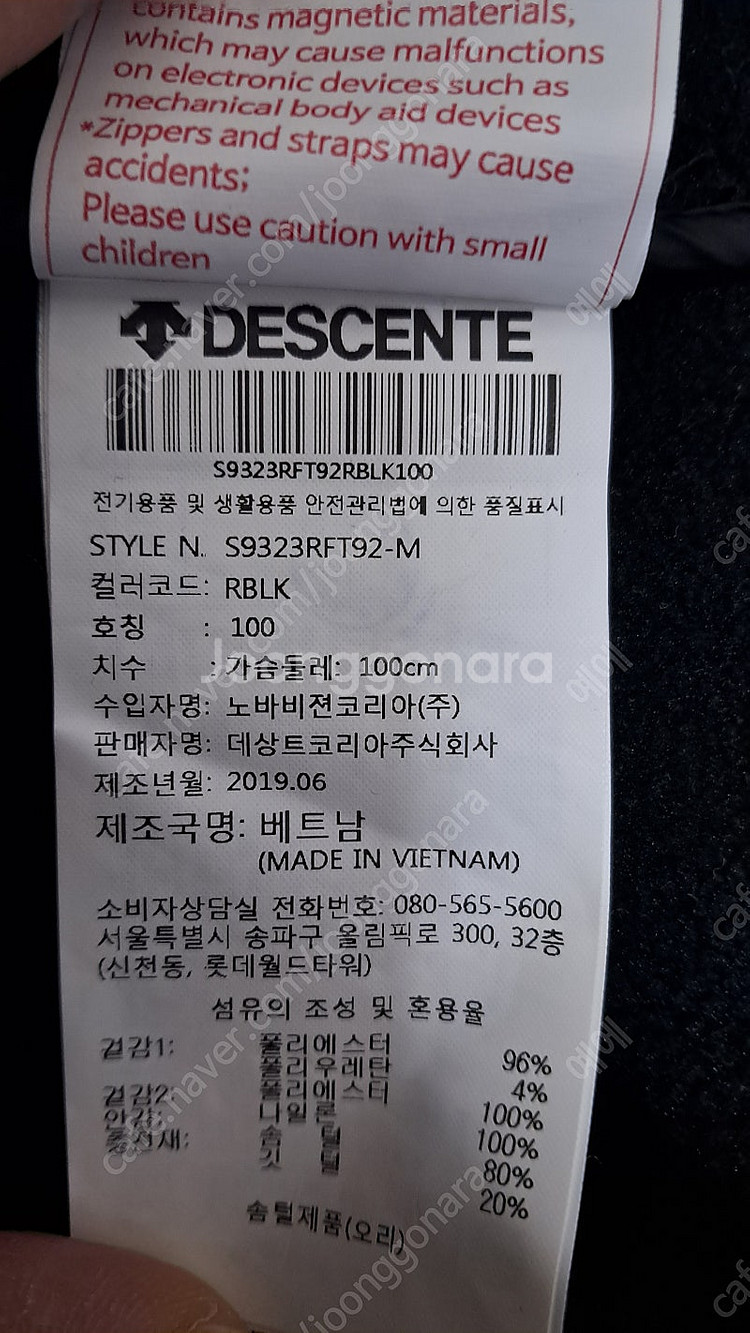 contains magnetic materials,
which may cause malfunctions
on electronic devices such as
mechanical body aid devices
*Zippers and straps may cause
accidents;
Please use caution with small
children
DESCENTE
S9323RFT92RBLK100
전기용품 및 생활용품 안전관리법에 의한 품질표시
STYLE N. S9323RFT92-M
컬러코드: RBLK
호칭 : 100
치수 : 가슴둘레: 100cm
Joonggonara
수입자명: 노바비젼코리아(주)
판매자명: 데상트코리아주식회사
제조년월: 2019.06
제조국명: 베트남
(MADE IN VIETNAM)
소비자상담실 전화번호: 080-565-5600
서울특별시 송파구 올림픽로 300, 32층
(신천동, 롯데월드타워)
섬유의 조성 및 혼용율
겉감1: 폴리에스터 96%
폴리우레탄 4%
겉감2: 폴리에스터 100%
안감: 나일론 100%
충전재: 솜털 80%
깃털 20%
솜털제품(오리)
cafe.naver.com/joonggonara